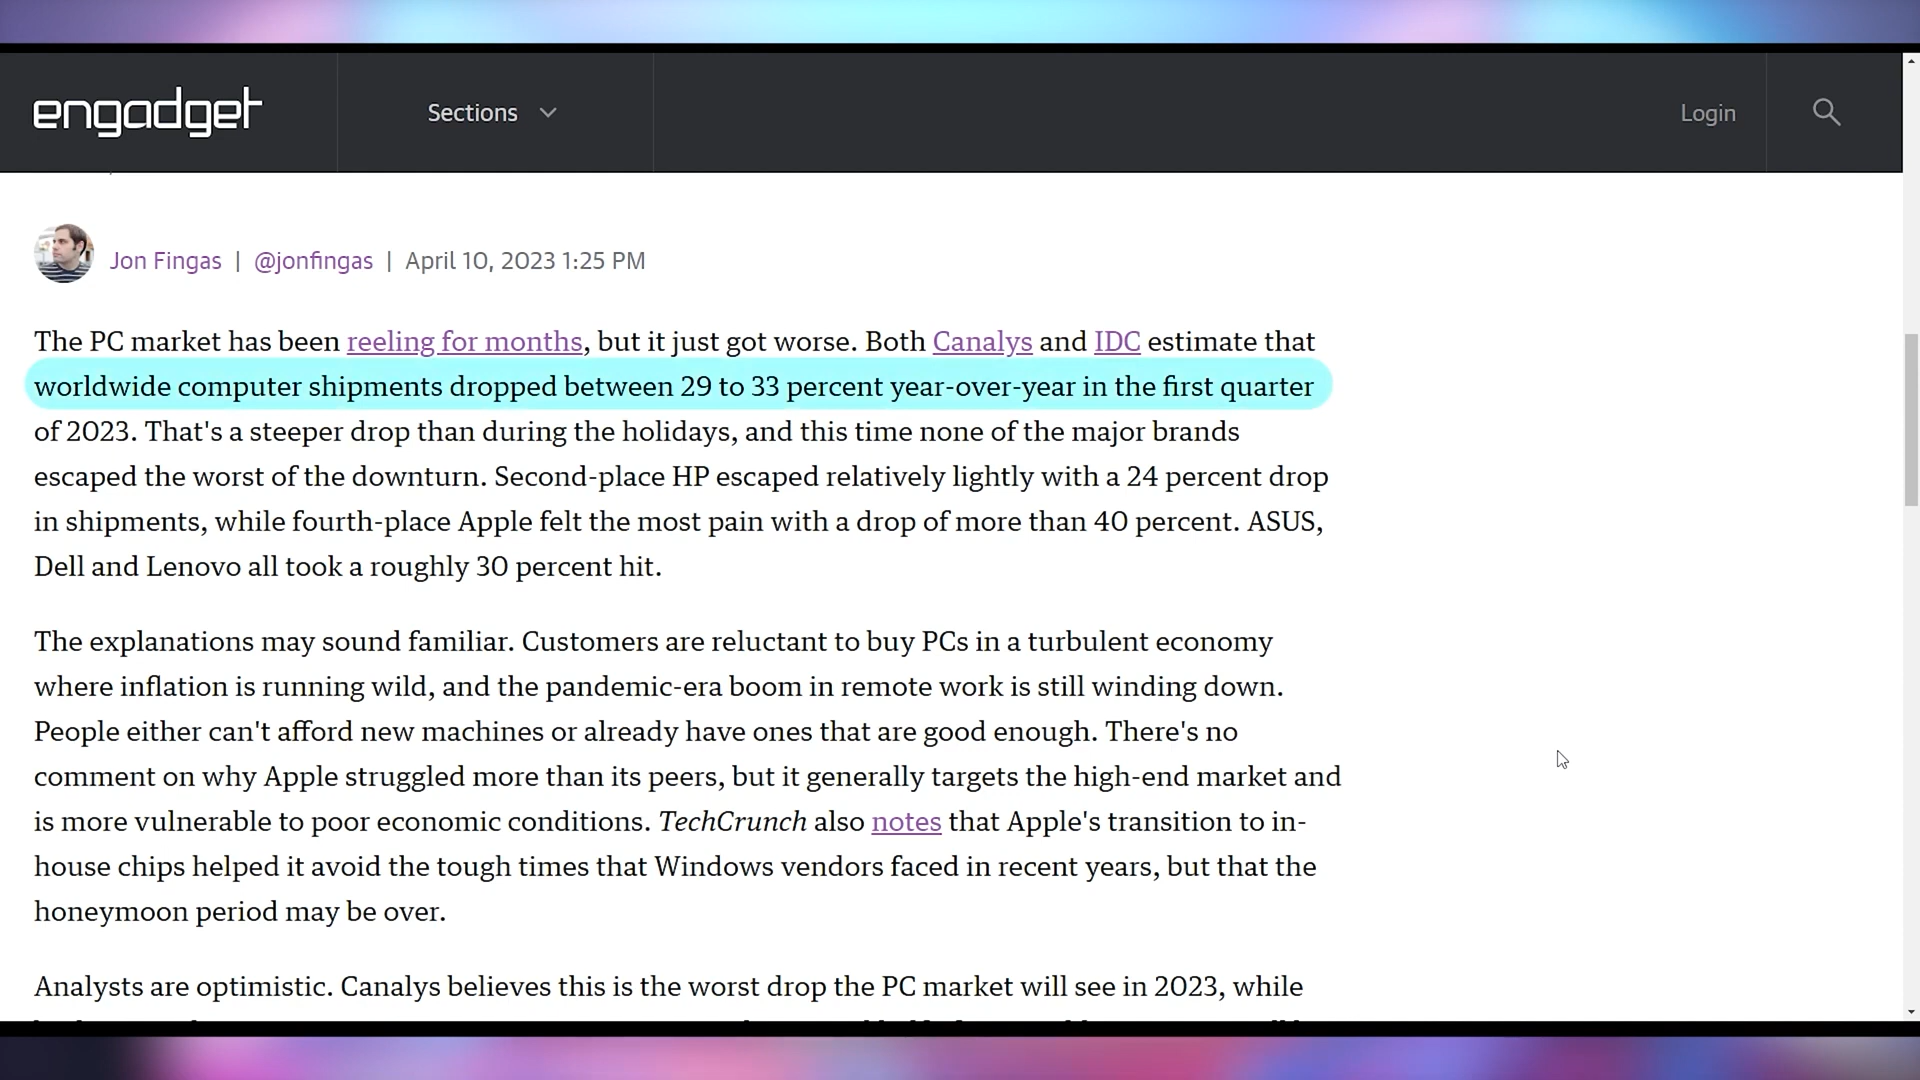 engadget
Sections
Login
Jon Fingas | @jonfingas | April 10, 2023 1:25 PM
The PC market has been reeling for months, but it just got worse. Both Canalys and IDC estimate that
worldwide computer shipments dropped between 29 to 33 percent year-over-year in the first quarter
of 2023. That's a steeper drop than during the holidays, and this time none of the major brands
escaped the worst of the downturn. Second-place HP escaped relatively lightly with a 24 percent drop
in shipments, while fourth-place Apple felt the most pain with a drop of more than 40 percent. ASUS,
Dell and Lenovo all took a roughly 30 percent hit.
The explanations may sound familiar. Customers are reluctant to buy PCs in a turbulent economy
where inflation is running wild, and the pandemic-era boom in remote work is still winding down.
People either can't afford new machines or already have ones that are good enough. There's no
comment on why Apple struggled more than its peers, but it generally targets the high-end market and
is more vulnerable to poor economic conditions. TechCrunch also notes that Apple's transition to in-
house chips helped it avoid the tough times that Windows vendors faced in recent years, but that the
honeymoon period may be over.
Analysts are optimistic. Canalys believes this is the worst drop the PC market will see in 2023, while